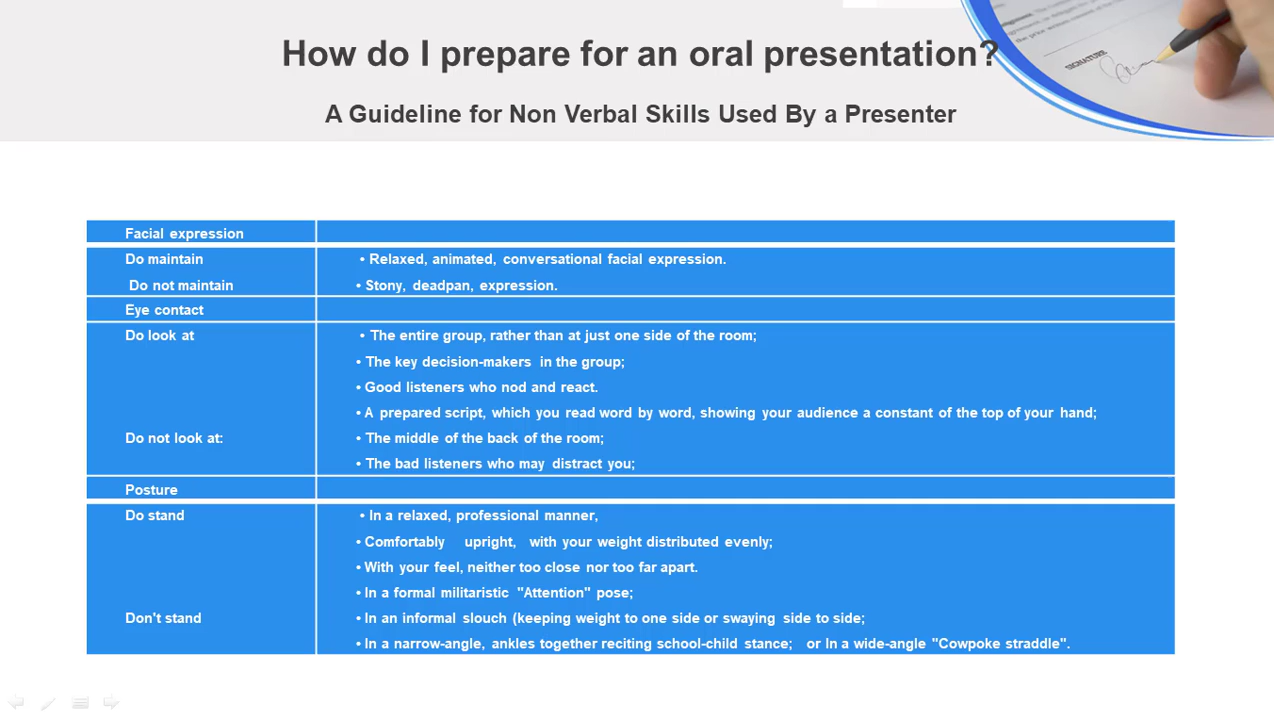 How do I prepare for an oral presentation?
A Guideline for Non Verbal Skills Used By a Presenter
SIGNATURE
Facial expression
Do maintain • Relaxed, animated, conversational facial expression.
Do not maintain • Stony, deadpan, expression.
Eye contact
Do look at • The entire group, rather than at just one side of the room;
• The key decision-makers in the group;
• Good listeners who nod and react.
• A prepared script, which you read word by word, showing your audience a constant of the top of your hand;
Do not look at: • The middle of the back of the room;
• The bad listeners who may distract you;
Posture
Do stand • In a relaxed, professional manner,
• Comfortably upright, with your weight distributed evenly;
• With your feel, neither too close nor too far apart.
• In a formal militaristic "Attention" pose;
Don't stand • In an informal slouch (keeping weight to one side or swaying side to side;
• In a narrow-angle, ankles together reciting school-child stance; or In a wide-angle "Cowpoke straddle".